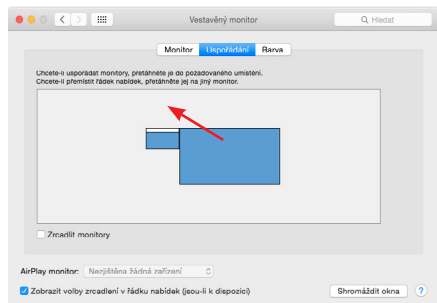 Vestavěný monitor
Hledat
Monitor Uspořádání Barva
Chcete-li uspořádat monitory, přetáhněte je do požadovaného umístění.
Chcete-li přemístit řádek nabídek, přetáhněte jej na jiný monitor.
Zrcadlit monitory
AirPlay monitor: Nezjištěna žádná zařízení
Zobrazit volby zrcadlení v řádku nabídek (jsou-li k dispozici)
Shromáždit okna ?